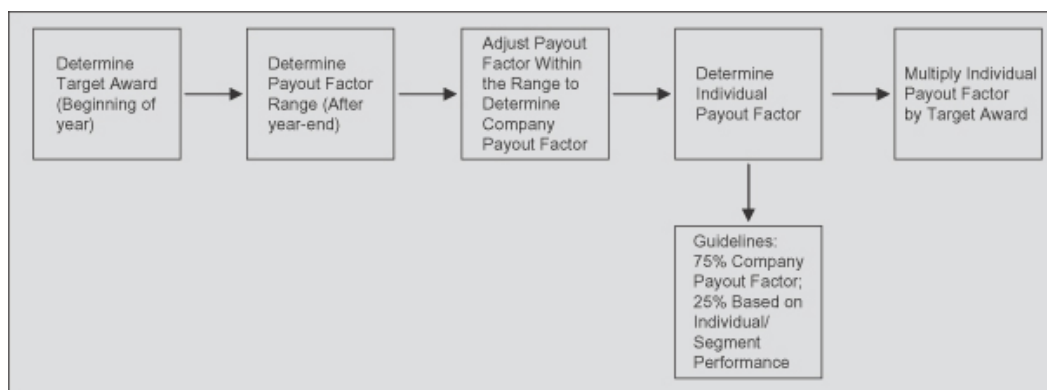 Determine
Target Award
(Beginning of
year)
Determine
Payout Factor
Range (After
year-end)
Adjust Payout
Factor Within
the Range to
Determine
Company
Payout Factor
Determine
Individual
Payout Factor
Multiply Individual
Payout Factor
by Target Award
Guidelines:
75% Company
Payout Factor;
25% Based on
Individual/
Segment
Performance